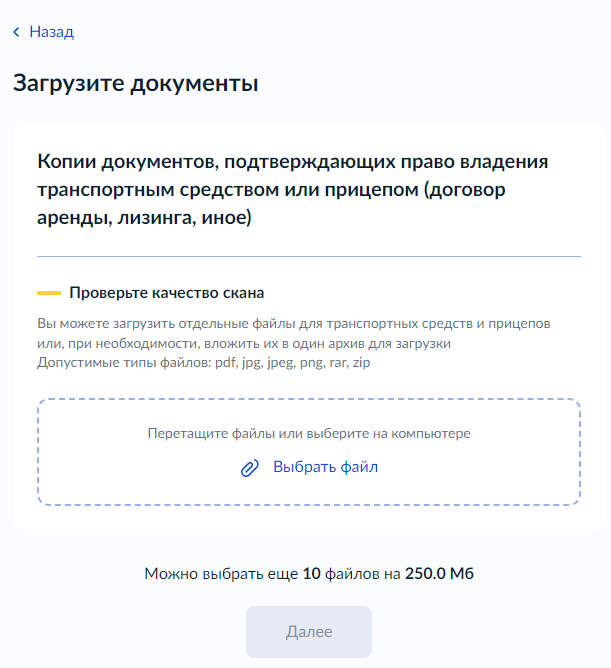 Назад
Загрузите документы
Копии документов, подтверждающих право владения
транспортным средством или прицепом (договор
аренды, лизинга, иное)
Проверьте качество скана
Вы можете загрузить отдельные файлы для транспортных средств и прицепов
или, при необходимости, вложить их в один архив для загрузки
Допустимые типы файлов: pdf, jpg, jpeg, png, rar, zip
Перетащите файлы или выберите на компьютере
Выбрать файл
Можно выбрать еще 10 файлов на 250.0 Мб
Далее